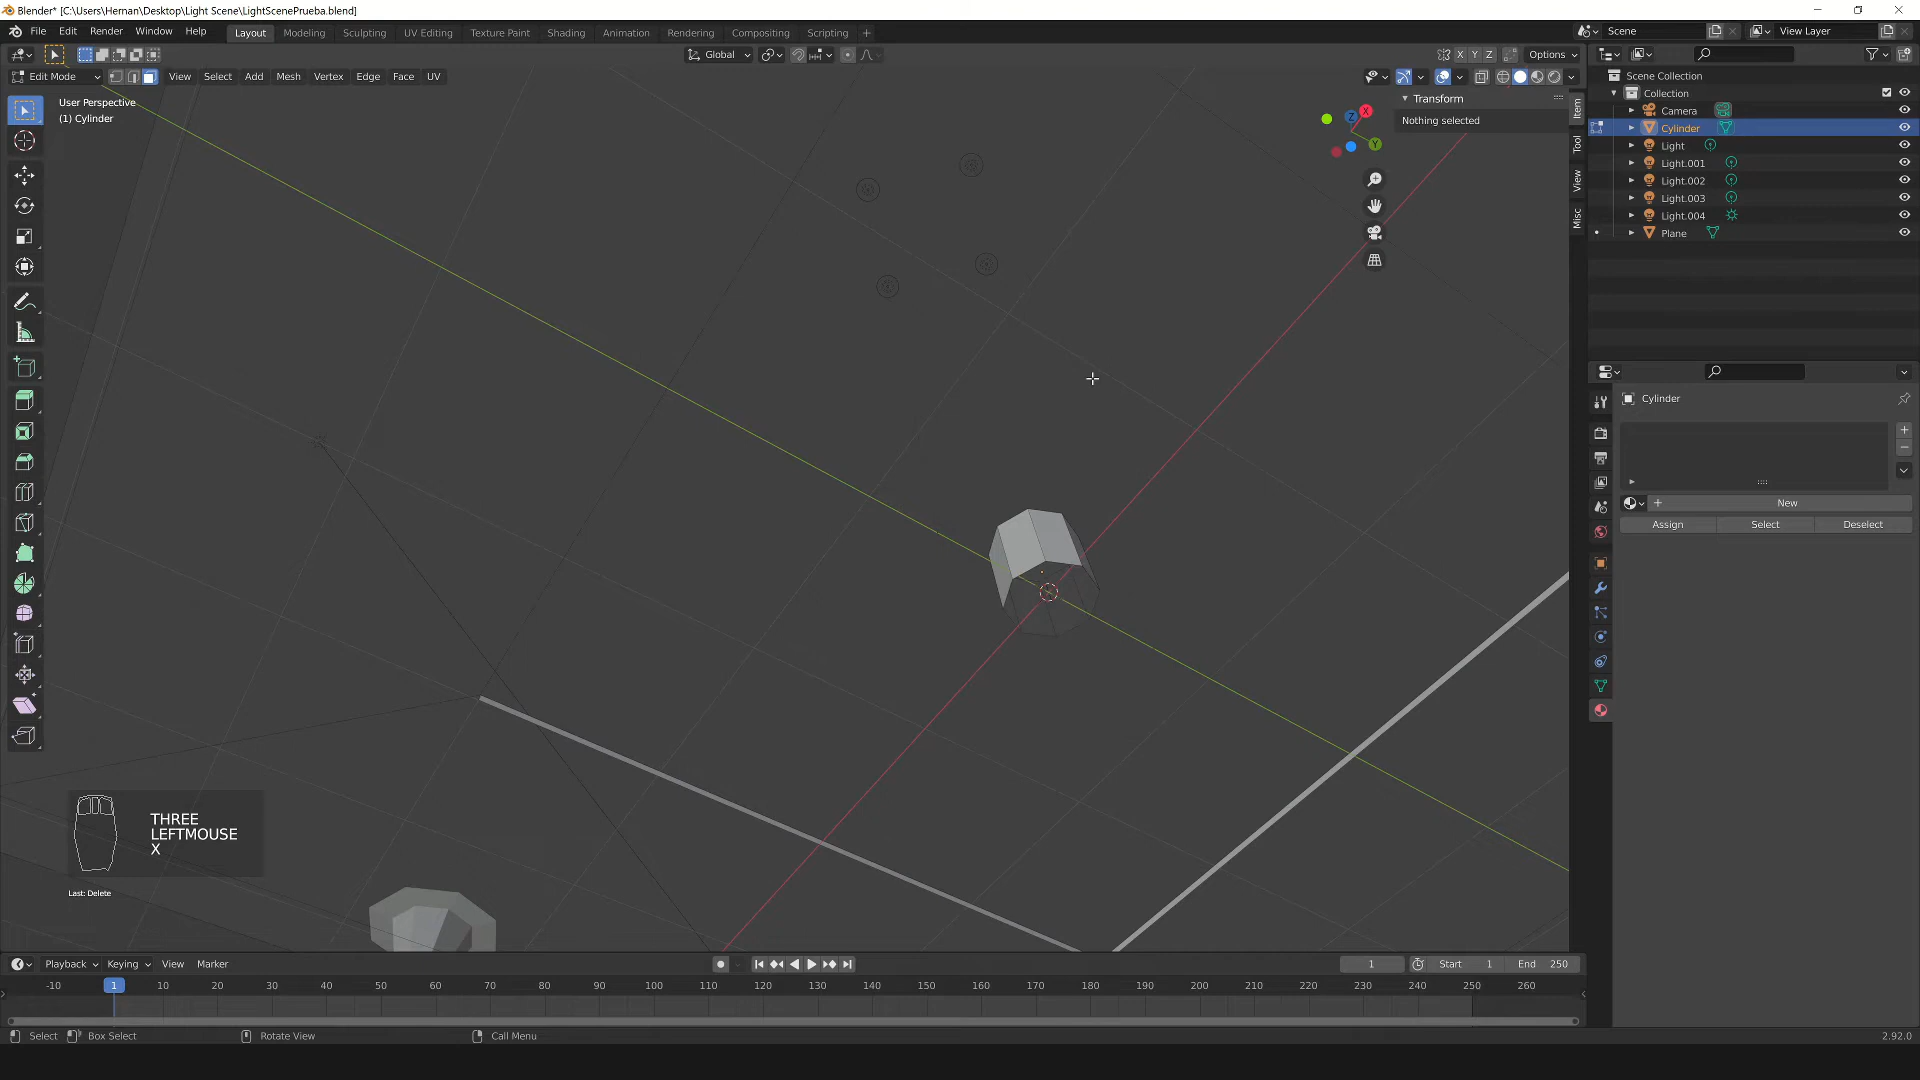 Blender* [C:\Users\Hernan\Desktop\Light Scene\LightScenePrueba.blend]
File Edit Render Window Help
Layout Modeling Sculpting UV Editing Texture Paint Shading Animation Rendering Compositing Scripting +
Scene
View Layer
Global
X Y Z
Options
Edit Mode
View Select Add Mesh Vertex Edge Face UV
User Perspective
(1) Cylinder
Transform
Nothing selected
Item
Tool
View
Misc
X
Y
Z
Scene Collection
Collection
Camera
Cylinder
Light
Light.001
Light.002
Light.003
Light.004
Plane
Cylinder
New
Assign Select Deselect
THREE
LEFTMOUSE
X
Last: Delete
Playback Keying View Marker
1
Start 1 End 250
-10 1 10 20 30 40 50 60 70 80 90 100 110 120 130 140 150 160 170 180 190 200 210 220 230 240 250 260
Select Box Select Rotate View Call Menu
2.92.0